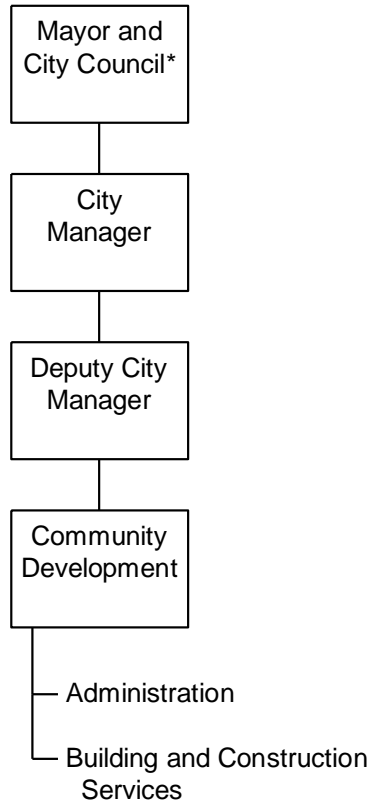 Mayor and
City Council*
City
Manager
Deputy City
Manager
Community
Development
Administration
Building and Construction
Services